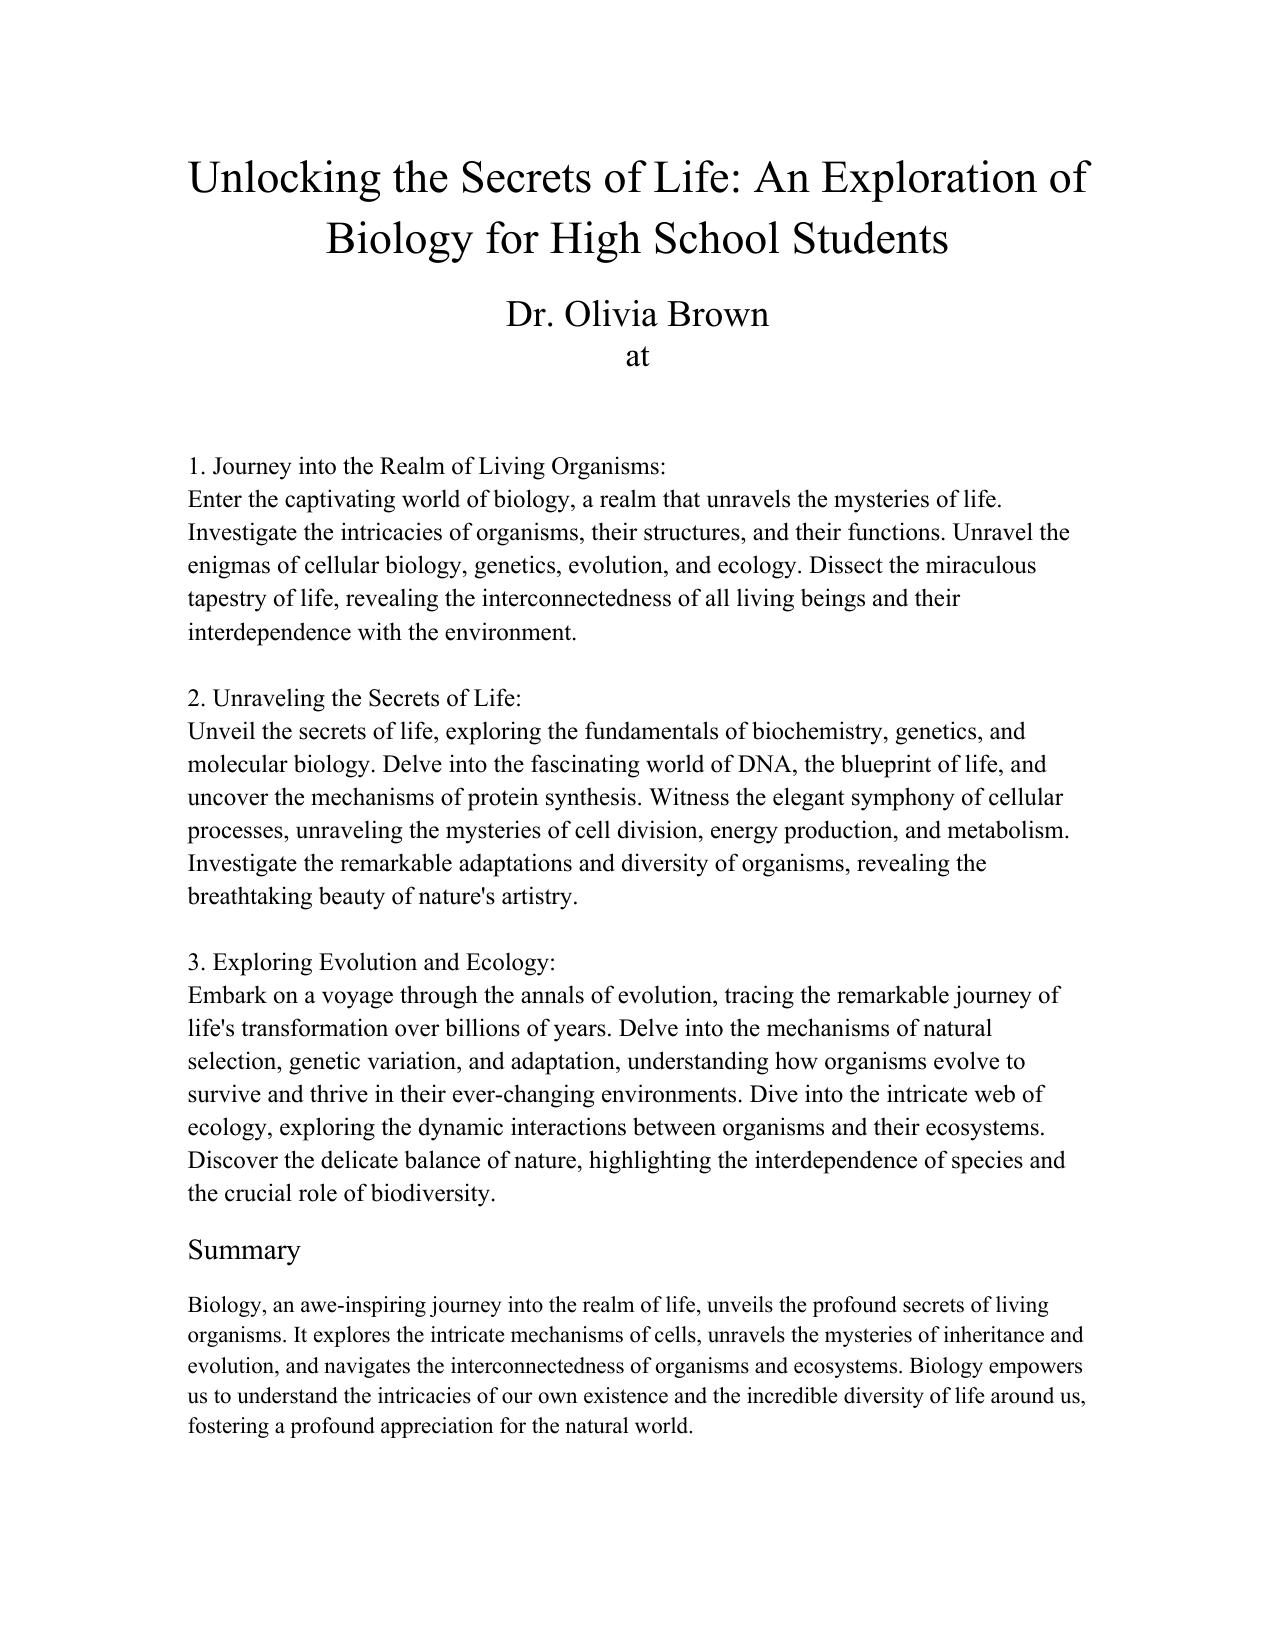 Unlocking the Secrets of Life: An Exploration of
Biology for High School Students
Dr. Olivia Brown
at
1. Journey into the Realm of Living Organisms:
Enter the captivating world of biology, a realm that unravels the mysteries of life.
Investigate the intricacies of organisms, their structures, and their functions. Unravel the
enigmas of cellular biology, genetics, evolution, and ecology. Dissect the miraculous
tapestry of life, revealing the interconnectedness of all living beings and their
interdependence with the environment.
2. Unraveling the Secrets of Life:
Unveil the secrets of life, exploring the fundamentals of biochemistry, genetics, and
molecular biology. Delve into the fascinating world of DNA, the blueprint of life, and
uncover the mechanisms of protein synthesis. Witness the elegant symphony of cellular
processes, unraveling the mysteries of cell division, energy production, and metabolism.
Investigate the remarkable adaptations and diversity of organisms, revealing the
breathtaking beauty of nature's artistry.
3. Exploring Evolution and Ecology:
Embark on a voyage through the annals of evolution, tracing the remarkable journey of
life's transformation over billions of years. Delve into the mechanisms of natural
selection, genetic variation, and adaptation, understanding how organisms evolve to
survive and thrive in their ever-changing environments. Dive into the intricate web of
ecology, exploring the dynamic interactions between organisms and their ecosystems.
Discover the delicate balance of nature, highlighting the interdependence of species and
the crucial role of biodiversity.
Summary
Biology, an awe-inspiring journey into the realm of life, unveils the profound secrets of living
organisms. It explores the intricate mechanisms of cells, unravels the mysteries of inheritance and
evolution, and navigates the interconnectedness of organisms and ecosystems. Biology empowers
us to understand the intricacies of our own existence and the incredible diversity of life around us,
fostering a profound appreciation for the natural world.